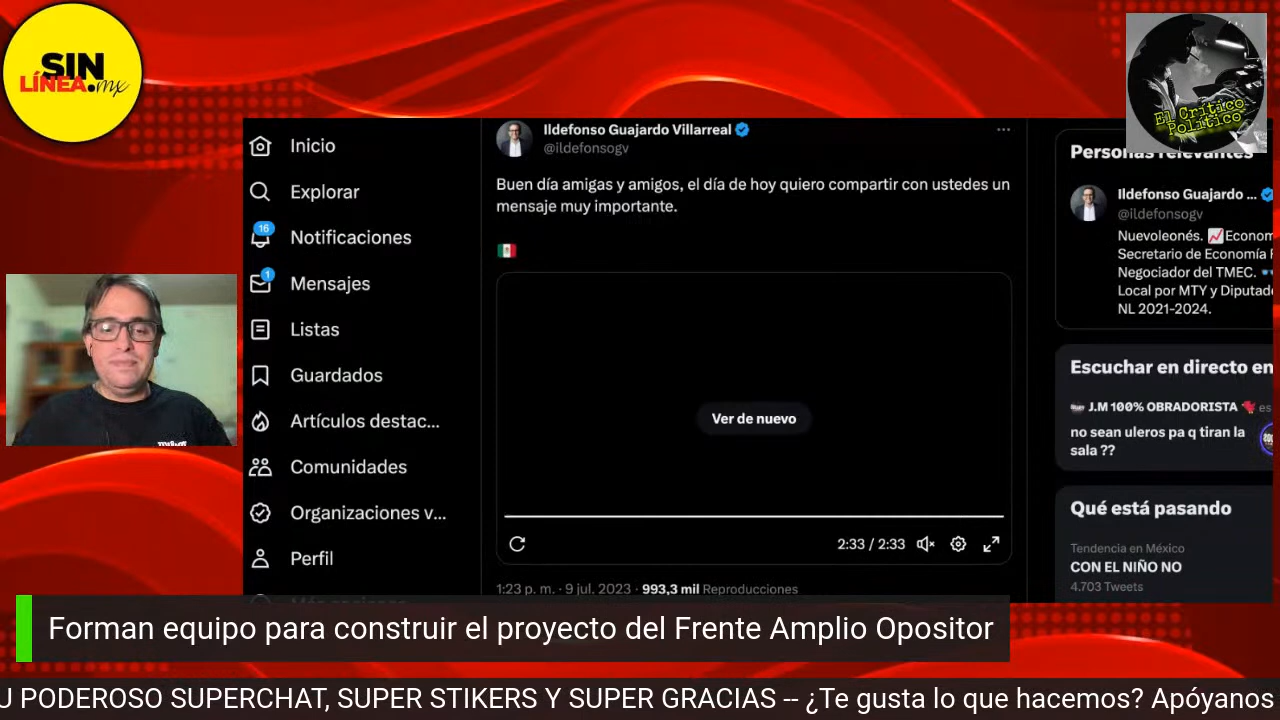 SIN
LÍNEA.mx
El Crítico
Político
Inicio
Explorar
16
Notificaciones
1
Mensajes
Listas
Guardados
Artículos destac...
Comunidades
Organizaciones v...
Perfil
Ildefonso Guajardo Villarreal
@ildefonsogv
Buen día amigas y amigos, el día de hoy quiero compartir con ustedes un
mensaje muy importante.
Ver de nuevo
2:33 / 2:33
1:23 p. m. · 9 jul. 2023 · 993,3 mil Reproducciones
Personas relevantes
Ildefonso Guajardo ...
@ildefonsogv
Nuevoleonés. 📈Econom
Secretario de Economía
Negociador del TMEC.
Local por MTY y Diputad
NL 2021-2024.
Escuchar en directo en
J.M 100% OBRADORISTA es
no sean uleros pa q tiran la
sala ??
Qué está pasando
Tendencia en México
CON EL NIÑO NO
4.703 Tweets
Forman equipo para construir el proyecto del Frente Amplio Opositor
U PODEROSO SUPERCHAT, SUPER STIKERS Y SUPER GRACIAS -- ¿Te gusta lo que hacemos? Apóyanos